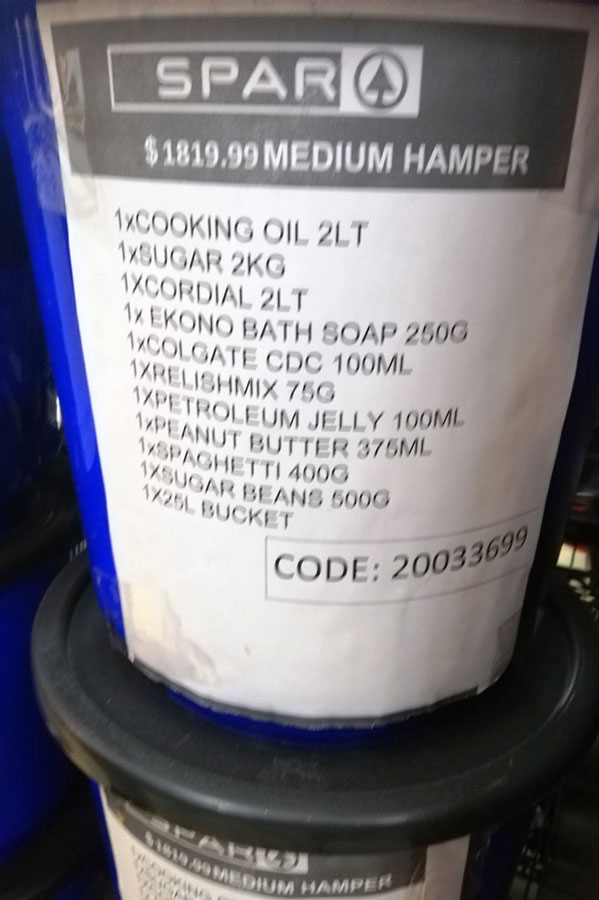 SPAR
$1819.99 MEDIUM HAMPER
1xCOOKING OIL 2LT
1xSUGAR 2KG
1XCORDIAL 2LT
1x EKONO BATH SOAP 250G
1xCOLGATE CDC 100ML
1XRELISHMIX 75G
1XPETROLEUM JELLY 100ML
1xPEANUT BUTTER 375ML
1xSPAGHETTI 400G
1XSUGAR BEANS 500G
1X25L BUCKET
CODE: 20033699
SPAR
$1819.99 MEDIUM HAMPER
1xCOOKING